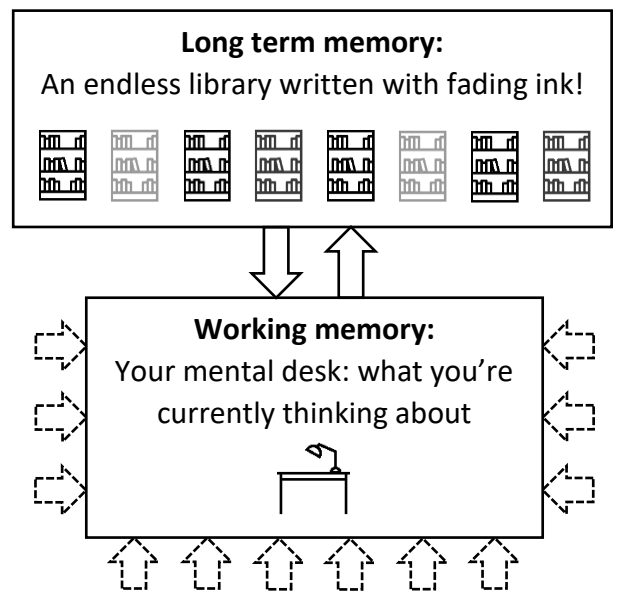 Long term memory:
An endless library written with fading ink!
Working memory:
Your mental desk: what you’re
currently thinking about